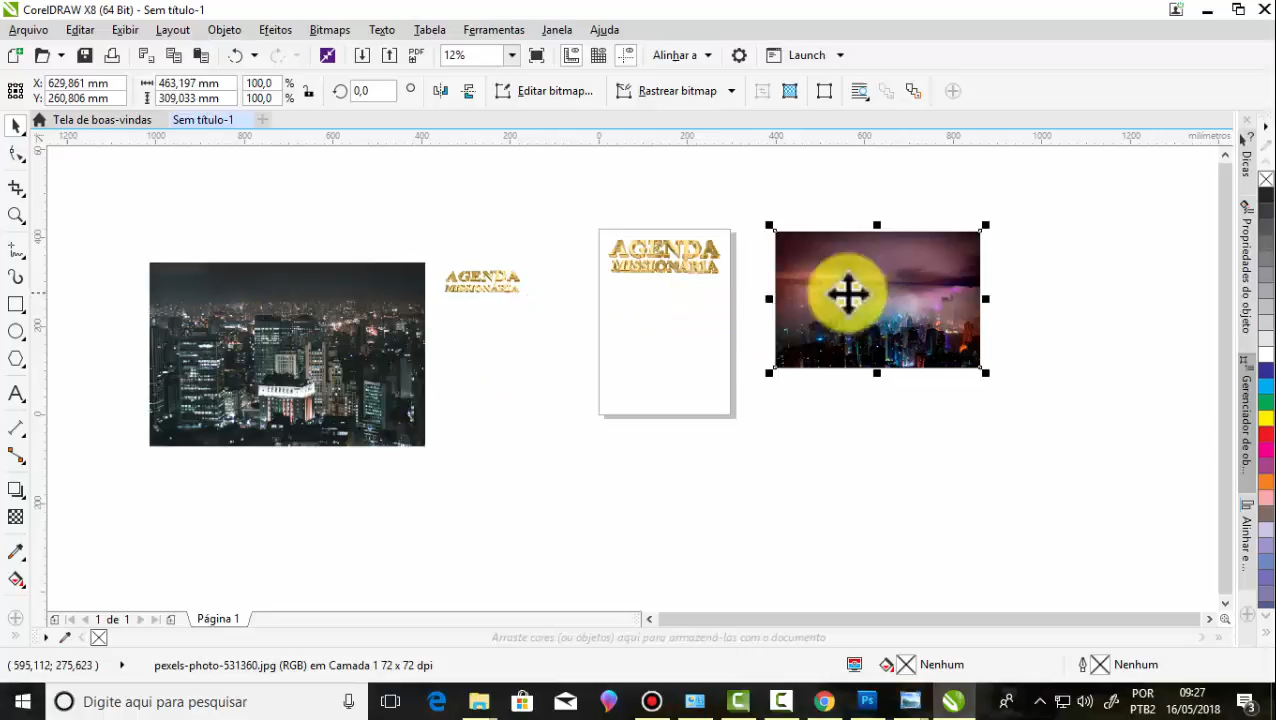 CorelDRAW X8 (64 Bit) - Sem título-1
Arquivo Editar Exibir Layout Objeto Efeitos Bitmaps Texto Tabela Ferramentas Janela Ajuda
PDF 12% Alinhar a Launch
X: 629,861 mm 463,197 mm 100,0 % 0,0 Editar bitmap... Rastrear bitmap
Y: 260,806 mm 309,033 mm 100,0 %
Tela de boas-vindas Sem título-1
1200 1000 800 600 400 200 0 200 400 600 800 1000 1200 milímetros
400
200
0
200
AGENDA
MISSIONÁRIA
AGENDA
MISSIONÁRIA
Dicas
Propriedades do objeto
Gerenciador de ob...
Alinhar e ...
1 de 1 Página 1
Arraste cores (ou objetos) aqui para armazená-las com o documento
( 595,112; 275,623 ) pexels-photo-531360.jpg (RGB) em Camada 1 72 x 72 dpi Nenhum Nenhum
Digite aqui para pesquisar
POR 09:27
PTB2 16/05/2018
3